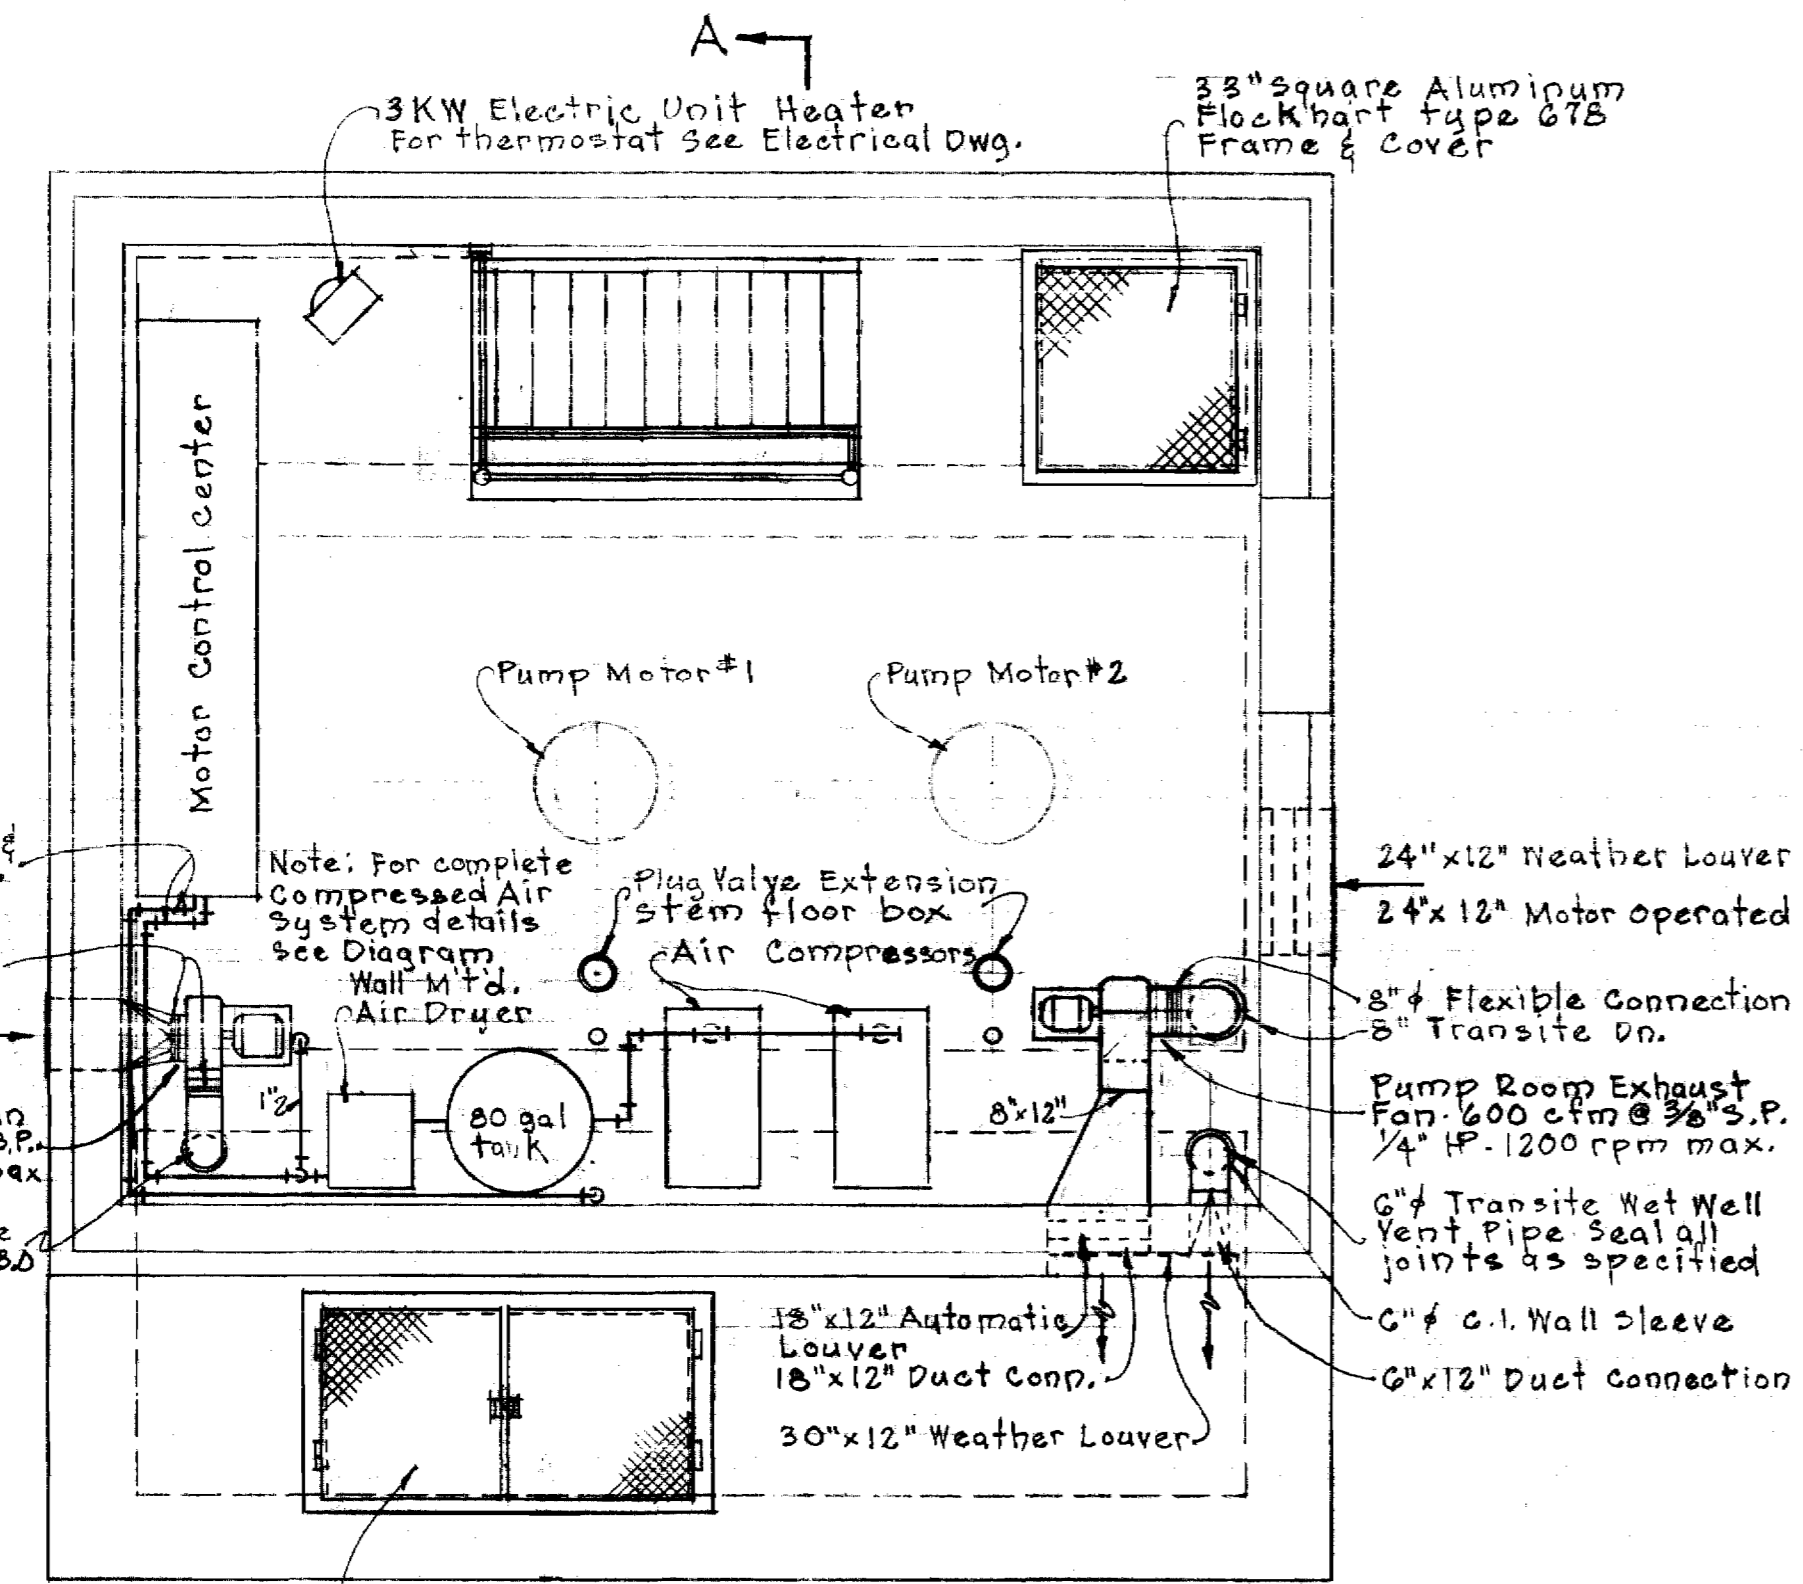 A
3KW Electric Unit Heater
For thermostat See Electrical Dwg.
33" Square Aluminum
Flockhart type 678
Frame & Cover
Motor control center
Pump Motor #1
Pump Motor #2
&
Note: For complete
Compressed Air
System details
See Diagram
Plug Valve Extension
stem floor box
Air Compressors
Wall M't'd.
Air Dryer
24"x12" Weather Louver
24"x12" Motor operated
8"φ Flexible Connection
8" Transite Dn.
Pump Room Exhaust
Fan. 600 cfm @ 3/8" S.P.
1/4" HP - 1200 rpm max.
1"2
80 gal
tank
8"x12"
S.P.
6"φ Transite Wet Well
Vent Pipe Seal all
joints as specified
18"x12" Automatic
Louver
18"x12" Duct Conn.
6"φ C.I. Wall Sleeve
6"x12" Duct Connection
30"x12" Weather Louver